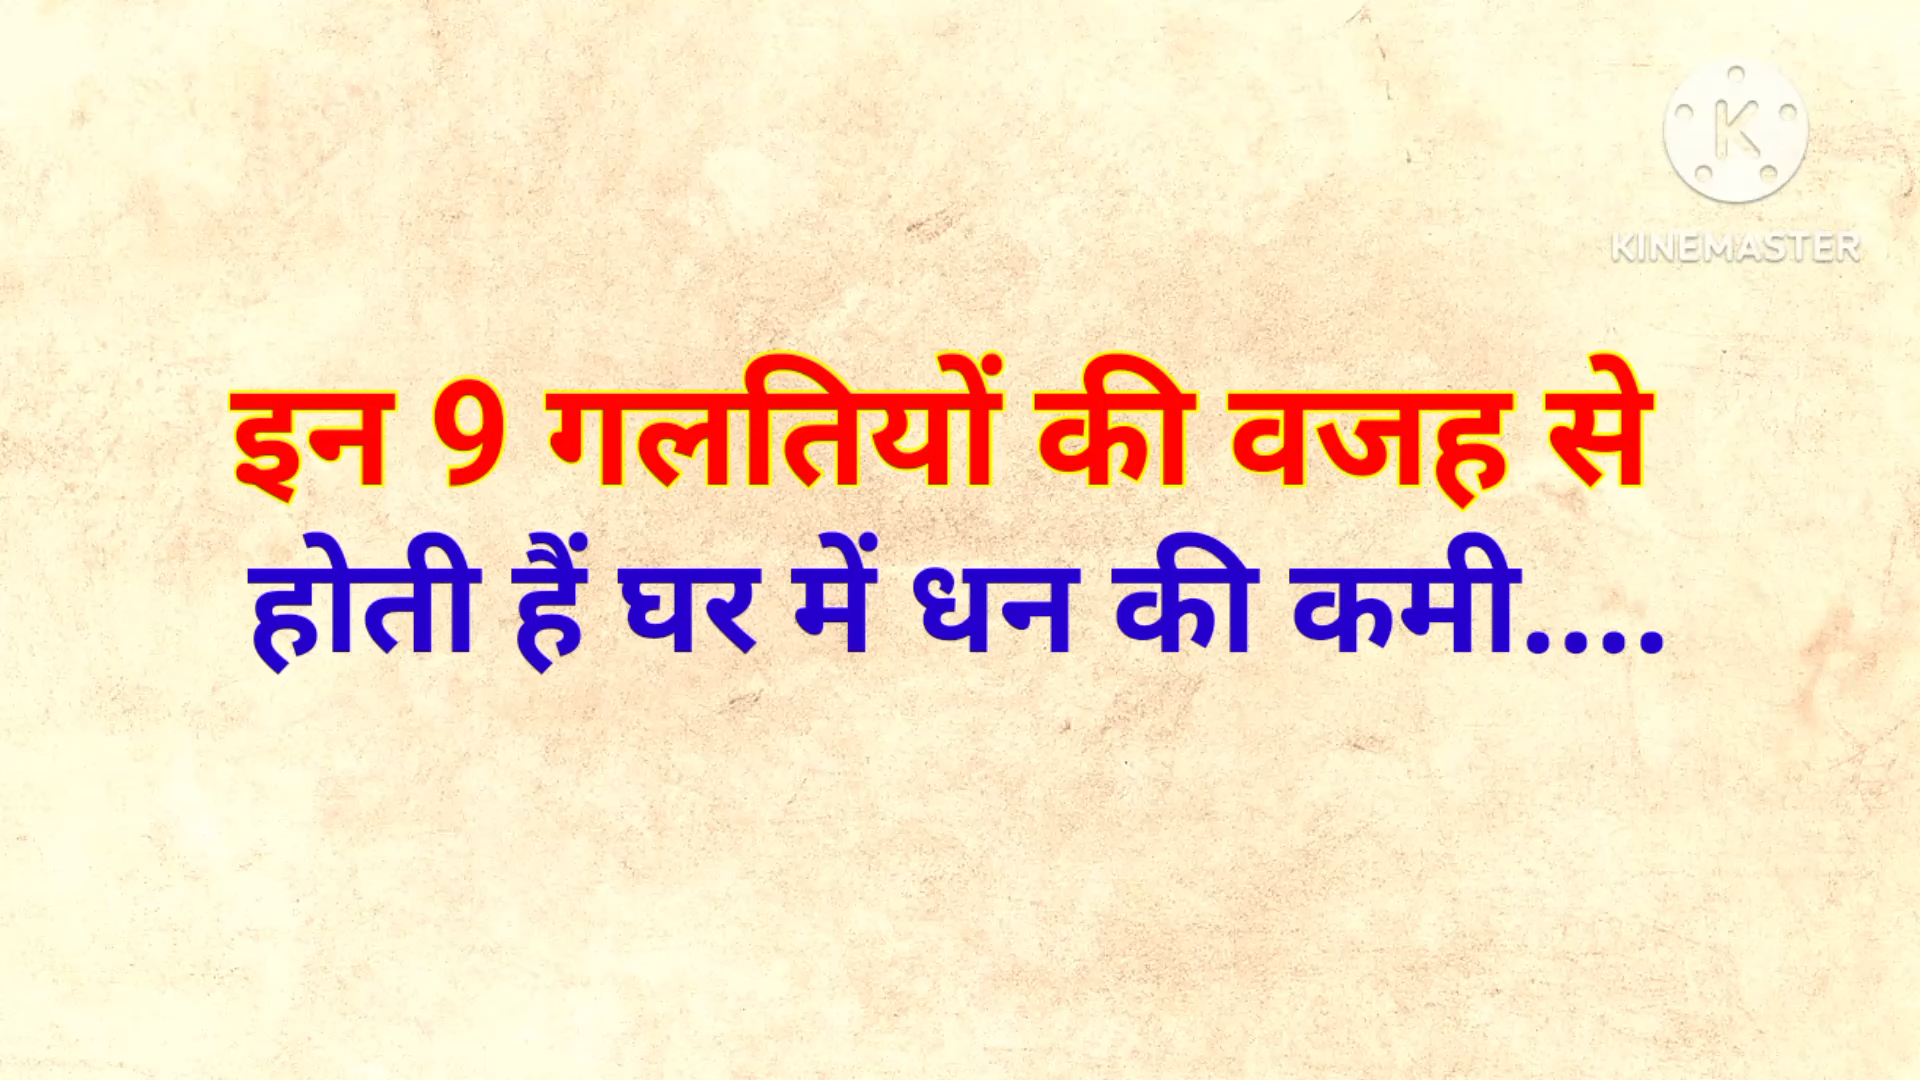 KINEMASTER
इन 9 गलतियों की वजह से
होती हैं घर में धन की कमी....